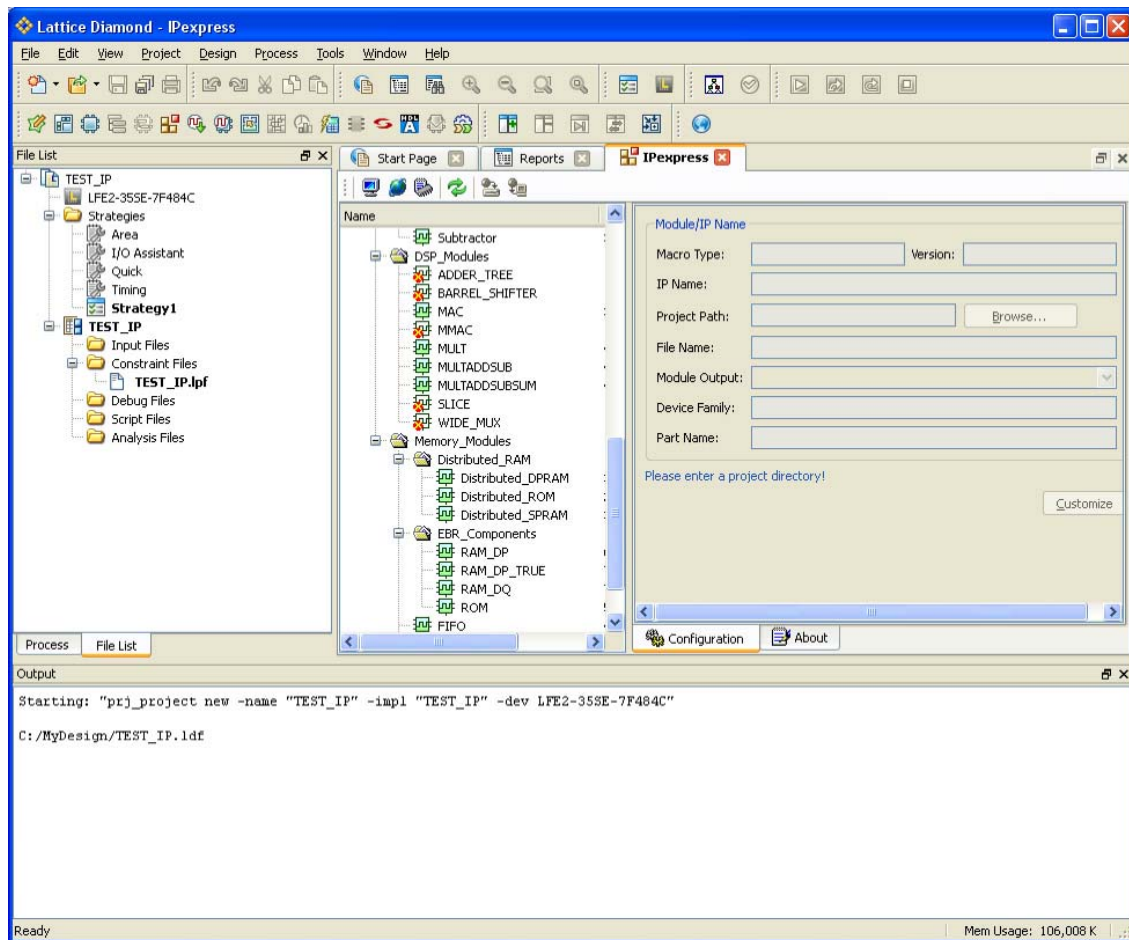 Lattice Diamond - IPexpress
File Edit View Project Design Process Tools Window Help
File List
TEST_IP
LFE2-35SE-7F484C
Strategies
Area
I/O Assistant
Quick
Timing
Strategy1
TEST_IP
Input Files
Constraint Files
TEST_IP.lpf
Debug Files
Script Files
Analysis Files
Process File List
Start Page Reports IPexpress
Name
Subtractor
DSP_Modules
ADDER_TREE
BARREL_SHIFTER
MAC
MMAC
MULT
MULTADDSUB
MULTADDSUBSUM
SLICE
WIDE_MUX
Memory_Modules
Distributed_RAM
Distributed_DPRAM
Distributed_ROM
Distributed_SPRAM
EBR_Components
RAM_DP
RAM_DP_TRUE
RAM_DQ
ROM
FIFO
Module/IP Name
Macro Type: Version:
IP Name:
Project Path: Browse...
File Name:
Module Output:
Device Family:
Part Name:
Please enter a project directory!
Customize
Configuration About
Output
Starting: "prj_project new -name "TEST_IP" -impl "TEST_IP" -dev LFE2-35SE-7F484C"
C:/MyDesign/TEST_IP.ldf
Ready Mem Usage: 106,008 K